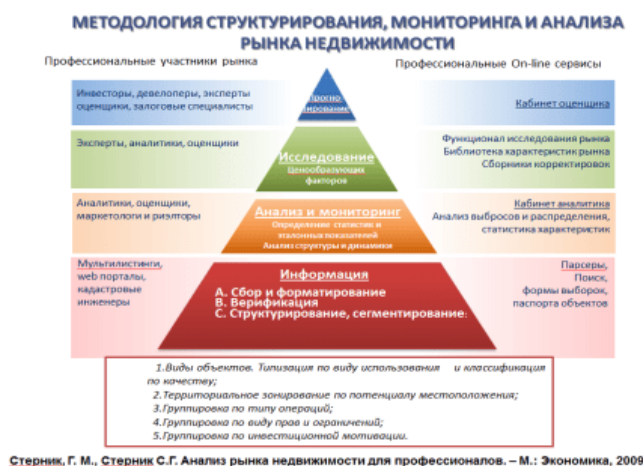 МЕТОДОЛОГИЯ СТРУКТУРИРОВАНИЯ, МОНИТОРИНГА И АНАЛИЗА
РЫНКА НЕДВИЖИМОСТИ
Профессиональные участники рынка
Профессиональные On-line сервисы
Инвесторы, девелоперы, эксперты
оценщики, залоговые специалисты
Прогно
зирование
Кабинет оценщика
Эксперты, аналитики, оценщики
Исследование
Ценообразующих
факторов
Функционал исследования рынка
Библиотека характеристик рынка
Сборники корректировок
Аналитики, оценщики,
маркетологи и риэлторы
Анализ и мониторинг
Определение статистик и
эталонных показателей
Анализ структуры и динамики
Кабинет аналитика
Анализ выбросов и распределения,
статистика характеристик
Мультилистинги,
web порталы,
кадастровые
инженеры
Информация
A. Сбор и форматирование
B. Верификация
C. Структурирование, сегментирование:
Парсеры,
Поиск,
формы выборок,
паспорта объектов
1.Виды объектов. Типизация по виду использования и классификация
по качеству;
2.Территориальное зонирование по потенциалу местоположения;
3.Группировка по типу операций;
4.Группировка по виду прав и ограничений;
5.Группировка по инвестиционной мотивации.
Стерник, Г. М., Стерник С.Г. Анализ рынка недвижимости для профессионалов. – М.: Экономика, 2009